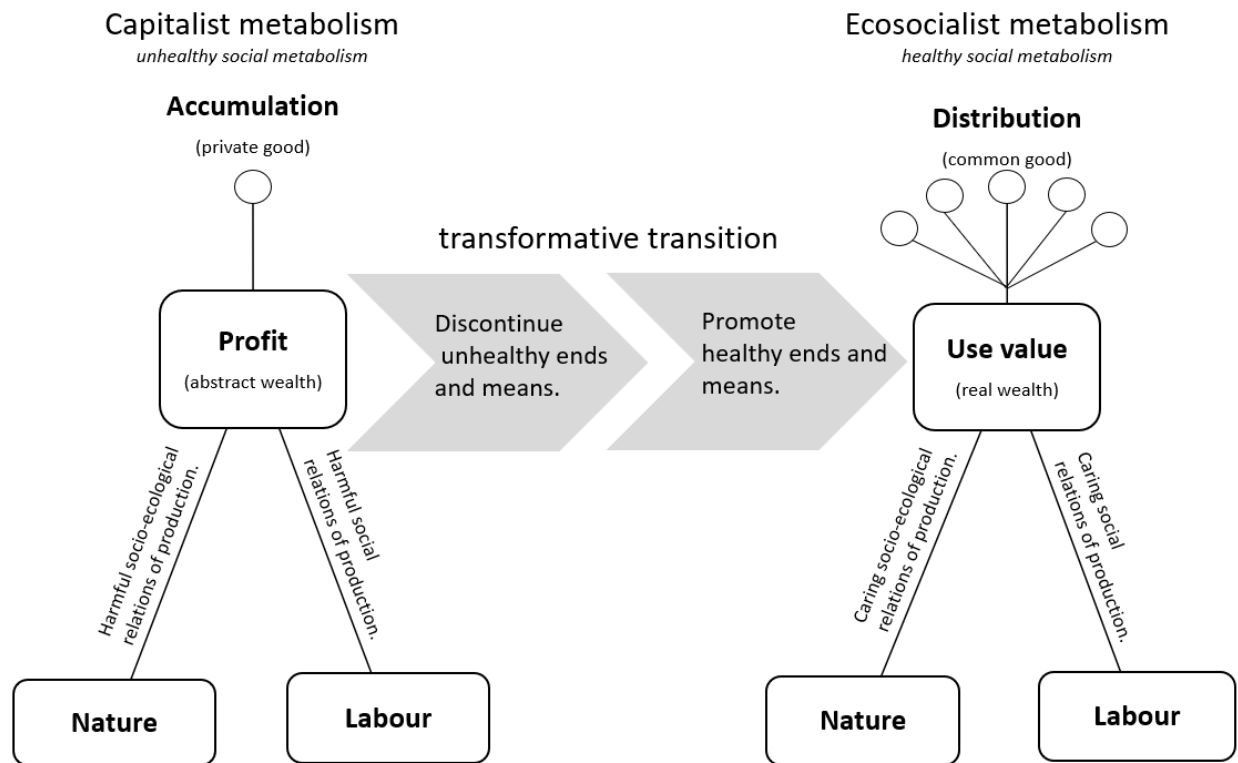 Capitalist metabolism
unhealthy social metabolism
Accumulation
(private good)
Profit
(abstract wealth)
Harmful socio-ecological
relations of production.
Harmful social
relations of production.
Nature
Labour
transformative transition
Discontinue
unhealthy ends
and means.
Promote
healthy ends and
means.
Ecosocialist metabolism
healthy social metabolism
Distribution
(common good)
Use value
(real wealth)
Caring socio-ecological
relations of production.
Caring social
relations of production.
Nature
Labour